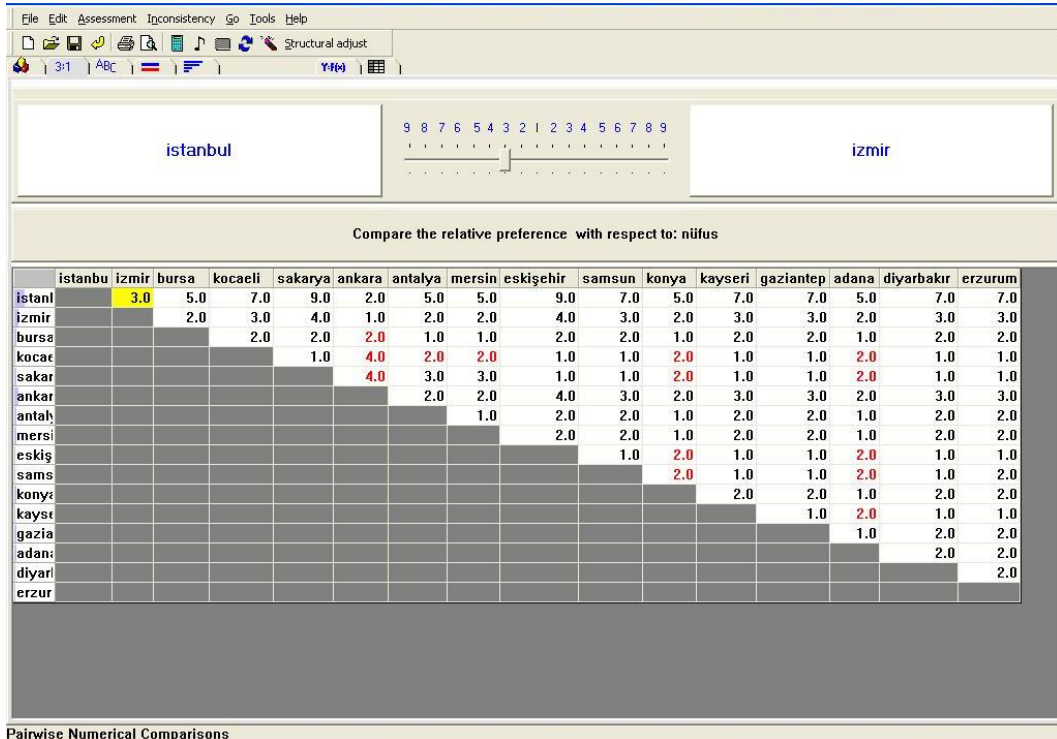 File Edit Assessment Inconsistency Go Tools Help
Structural adjust
3:1 ABC Y=F(x)
istanbul 9 8 7 6 5 4 3 2 1 2 3 4 5 6 7 8 9 izmir
Compare the relative preference with respect to: nüfus
istanbu izmir bursa kocaeli sakarya ankara antalya mersin eskişehir samsun konya kayseri gaziantep adana diyarbakır erzurum
istanl 3.0 5.0 7.0 9.0 2.0 5.0 5.0 9.0 7.0 5.0 7.0 7.0 5.0 7.0 7.0
izmir 2.0 3.0 4.0 1.0 2.0 2.0 4.0 3.0 2.0 3.0 3.0 2.0 3.0 3.0
bursa 2.0 2.0 2.0 1.0 1.0 2.0 2.0 1.0 2.0 2.0 1.0 2.0 2.0
kocae 1.0 4.0 2.0 2.0 1.0 1.0 2.0 1.0 1.0 2.0 1.0 1.0
sakar 4.0 3.0 3.0 1.0 1.0 2.0 1.0 1.0 2.0 1.0 1.0
ankar 2.0 2.0 4.0 3.0 2.0 3.0 3.0 2.0 3.0 3.0
antaly 1.0 2.0 2.0 1.0 2.0 2.0 1.0 2.0 2.0
mersi 2.0 2.0 1.0 2.0 2.0 1.0 2.0 2.0
eskiş 1.0 2.0 1.0 1.0 2.0 1.0 1.0
sams 2.0 1.0 1.0 2.0 1.0 2.0
konya 2.0 2.0 1.0 2.0 2.0
kayse 1.0 2.0 1.0 1.0
gazia 1.0 2.0 2.0
adana 2.0 2.0
diyarl 2.0
erzur
Pairwise Numerical Comparisons